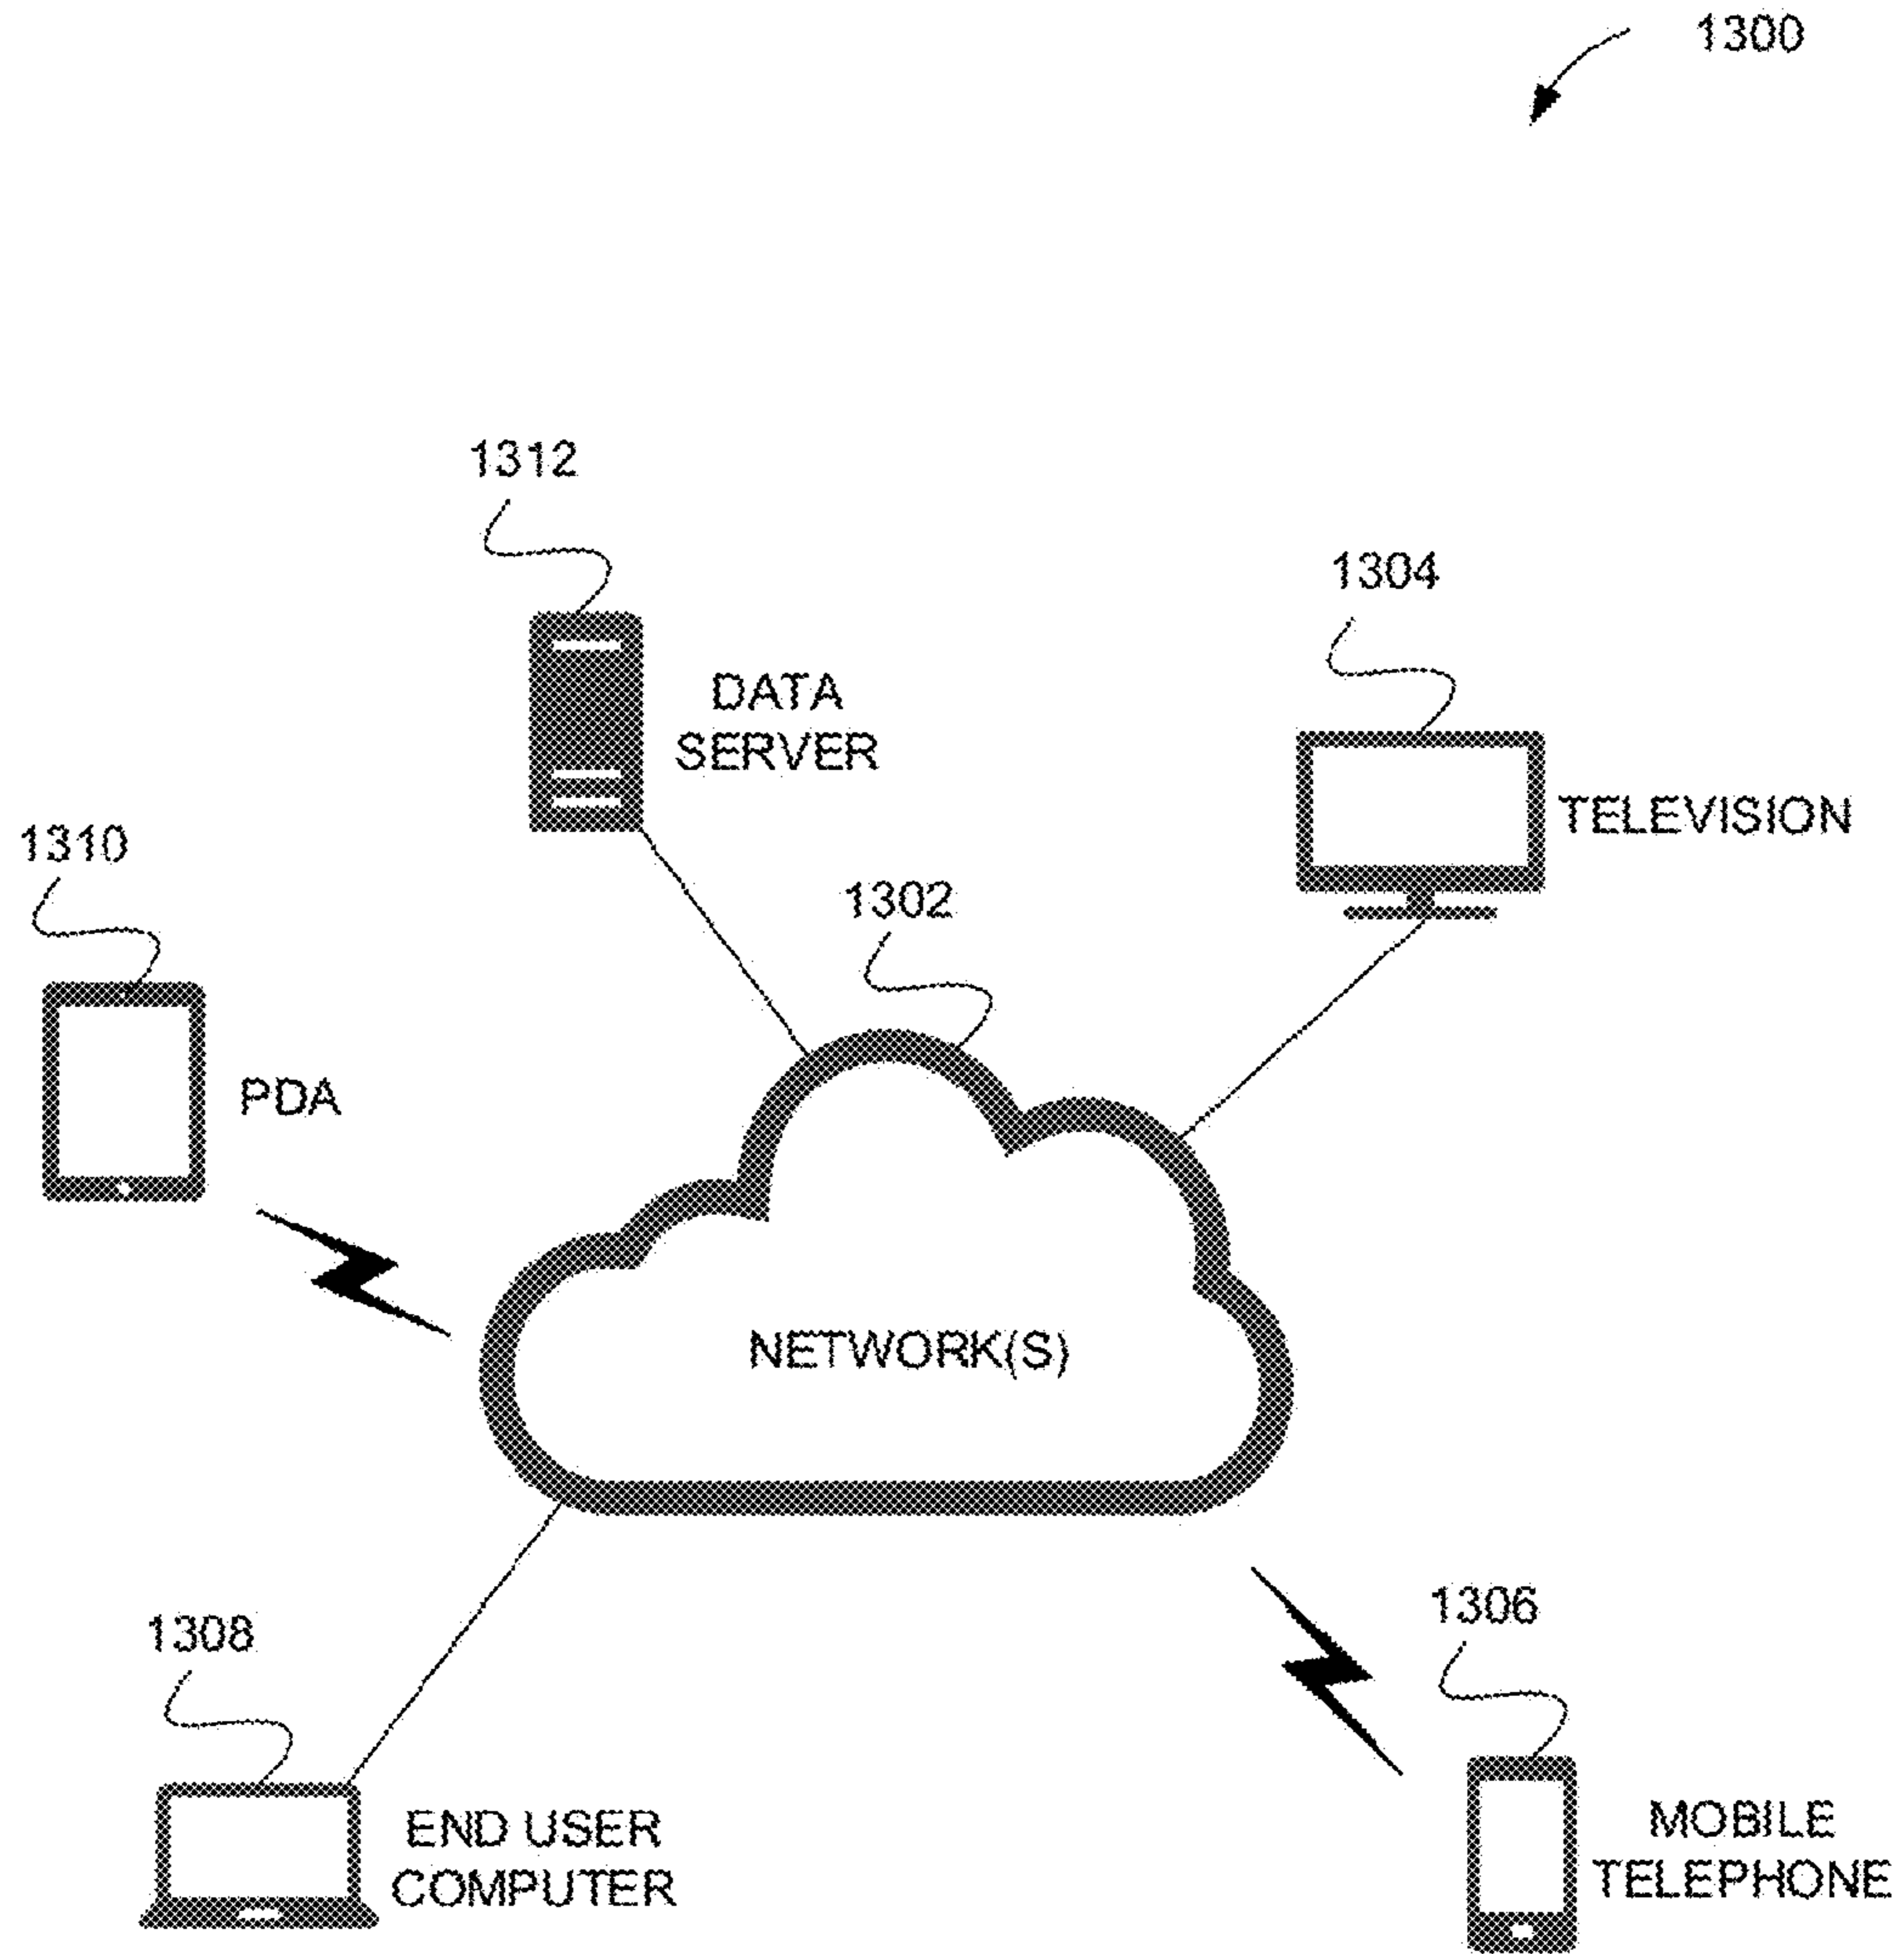 1300
1312
1304
DATA
SERVER
TELEVISION
1310
1302
PDA
NETWORK(S)
1308
1306
END USER
COMPUTER
MOBILE
TELEPHONE